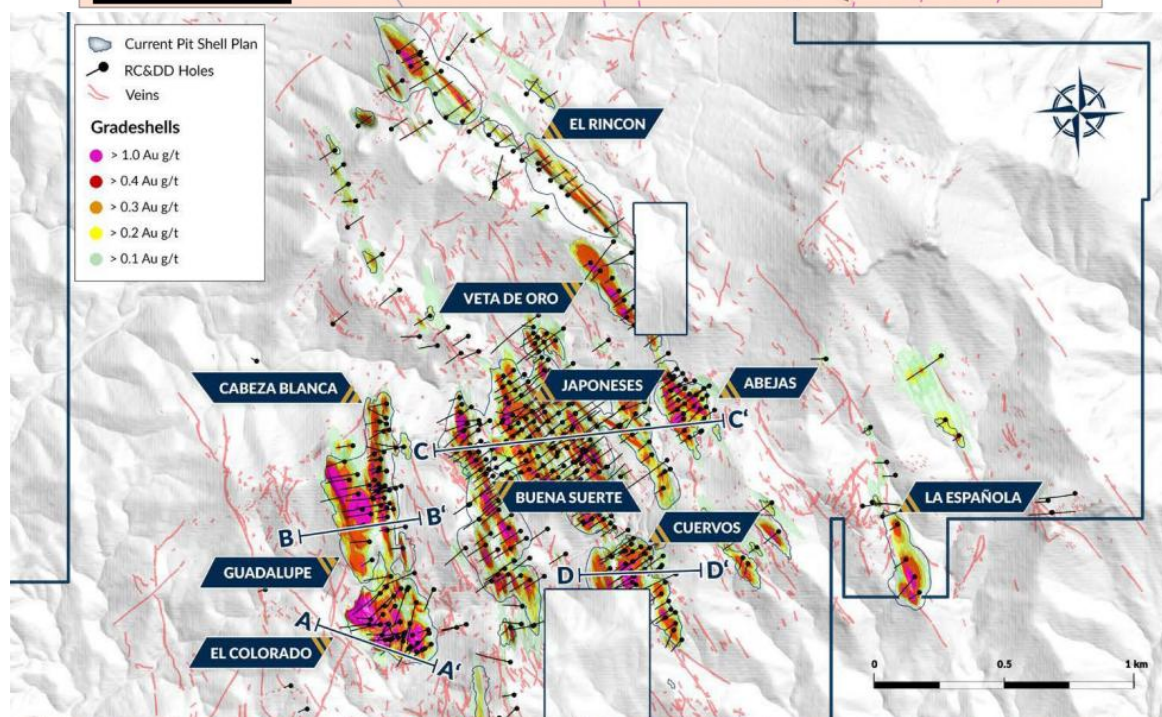 Current Pit Shell Plan
RC&DD Holes
Veins
Gradeshells
> 1.0 Au g/t
> 0.4 Au g/t
> 0.3 Au g/t
> 0.2 Au g/t
> 0.1 Au g/t
EL RINCON
VETA DE ORO
CABEZA BLANCA
JAPONESES
ABEJAS
C
C'
BUENA SUERTE
LA ESPAÑOLA
B
B'
CUERVOS
GUADALUPE
D
D'
A
EL COLORADO
A'
0
0.5
1 km